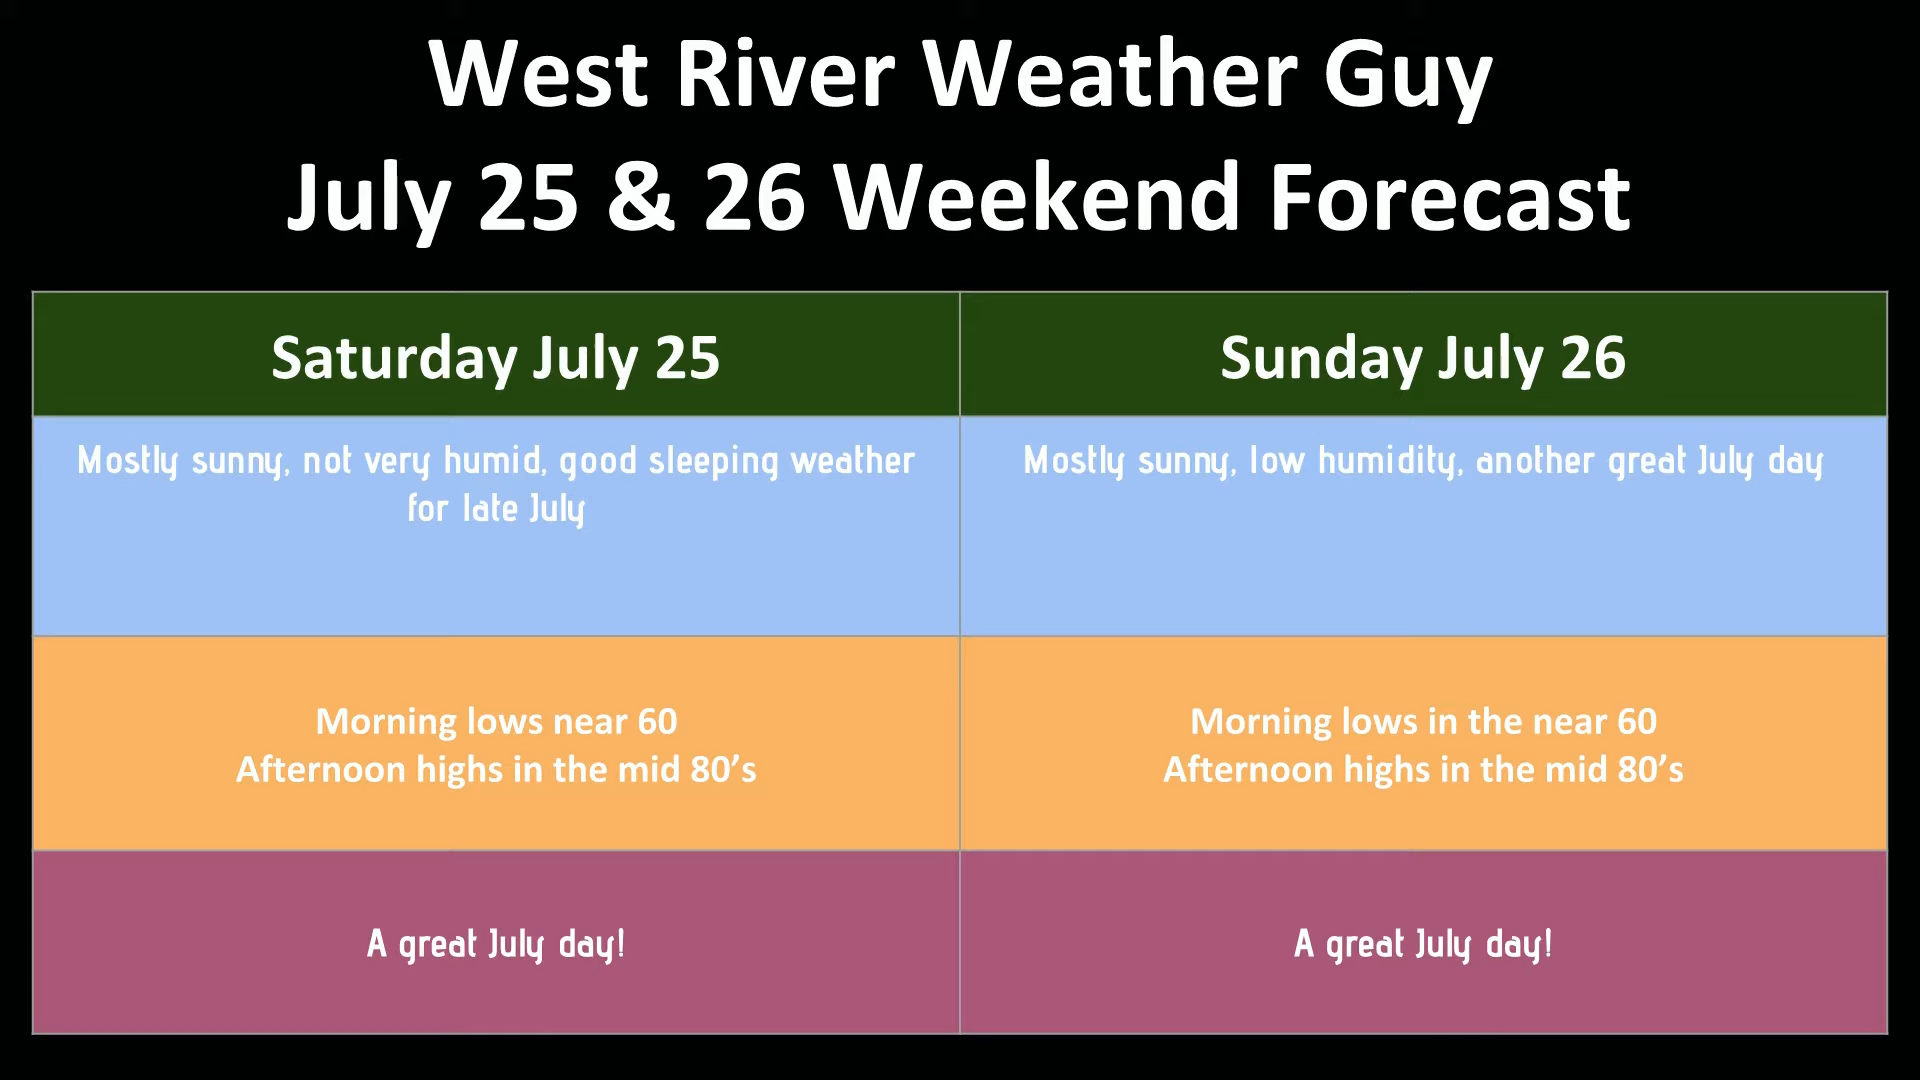 West River Weather Guy
July 25 & 26 Weekend Forecast
Saturday July 25
Sunday July 26
Mostly sunny, not very humid, good sleeping weather
for late July
Mostly sunny, low humidity, another great July day
Morning lows near 60
Afternoon highs in the mid 80’s
Morning lows in the near 60
Afternoon highs in the mid 80’s
A great July day!
A great July day!